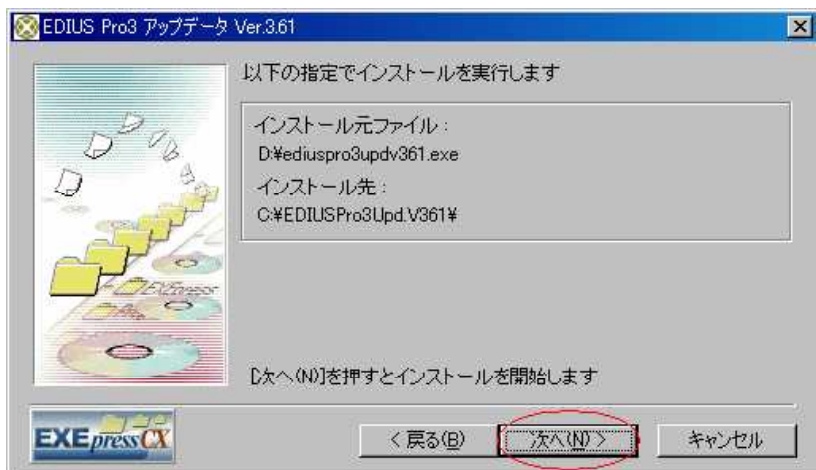 EDIUS Pro3 アップデータ Ver.3.61
以下の指定でインストールを実行します
インストール元ファイル :
D:¥ediuspro3updv361.exe
インストール先 :
C:¥EDIUSPro3Upd.V361¥
EXEpress
[次へ(N)]を押すとインストールを開始します
EXEpress CX
< 戻る(B)
次へ(N) >
キャンセル